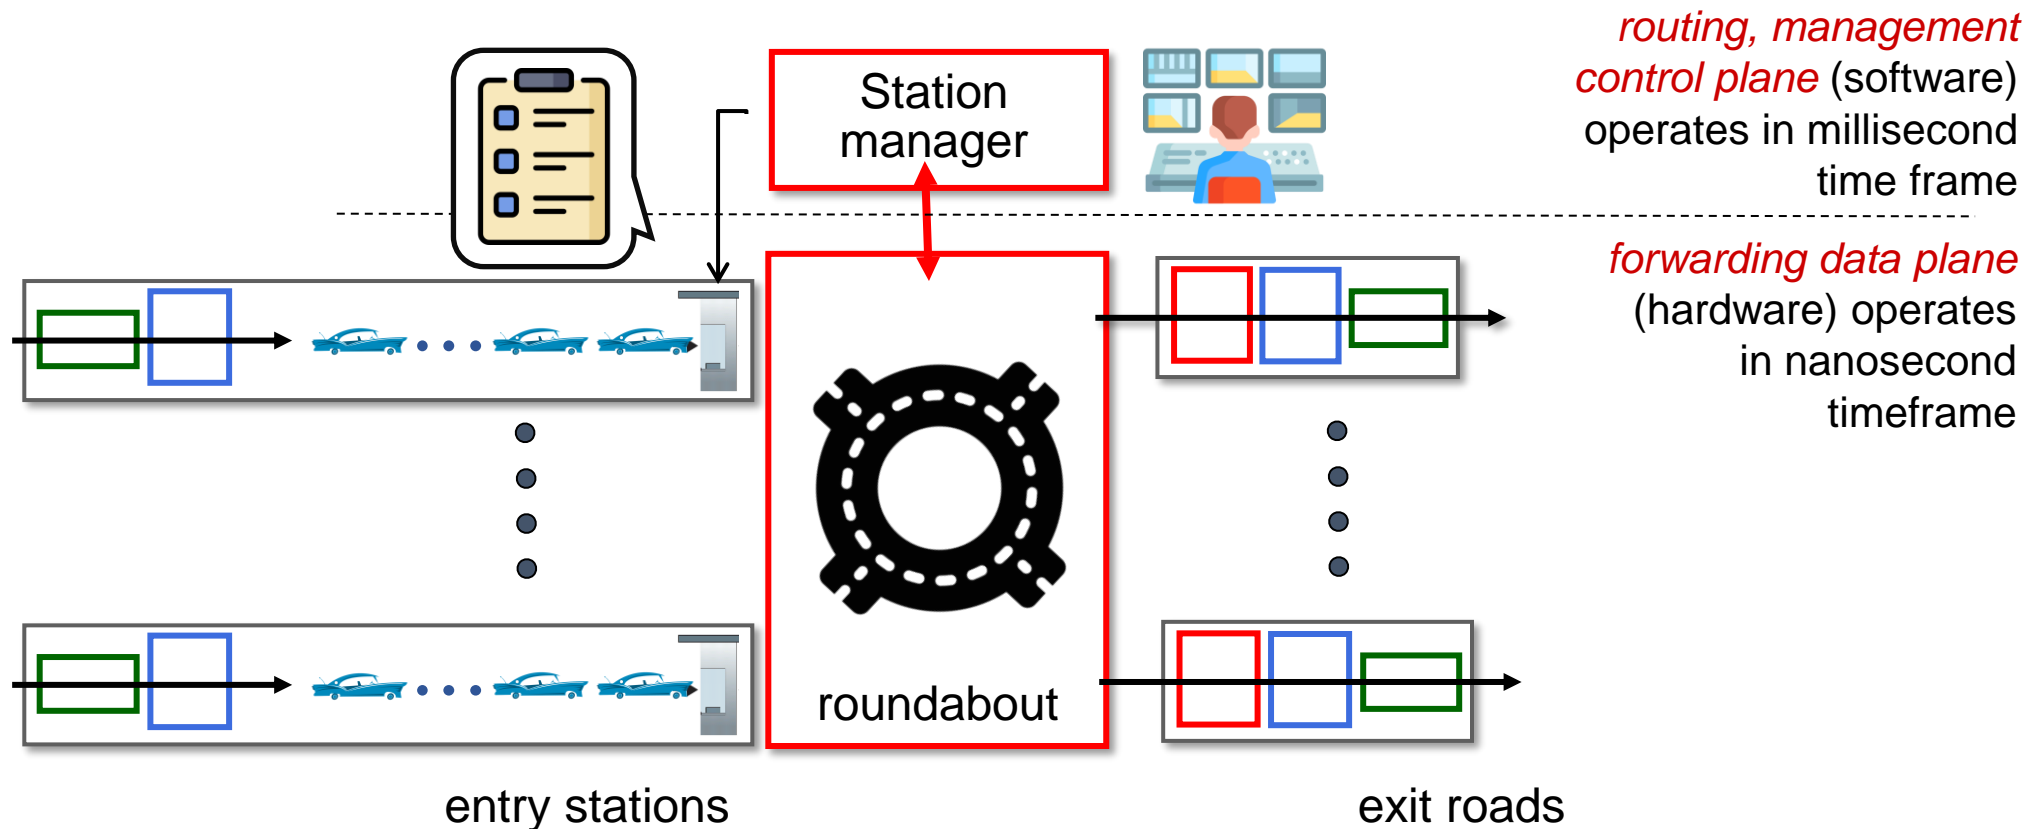 routing, management
control plane (software)
operates in millisecond
time frame
Station
manager
forwarding data plane
(hardware) operates
in nanosecond
timeframe
roundabout
entry stations
exit roads